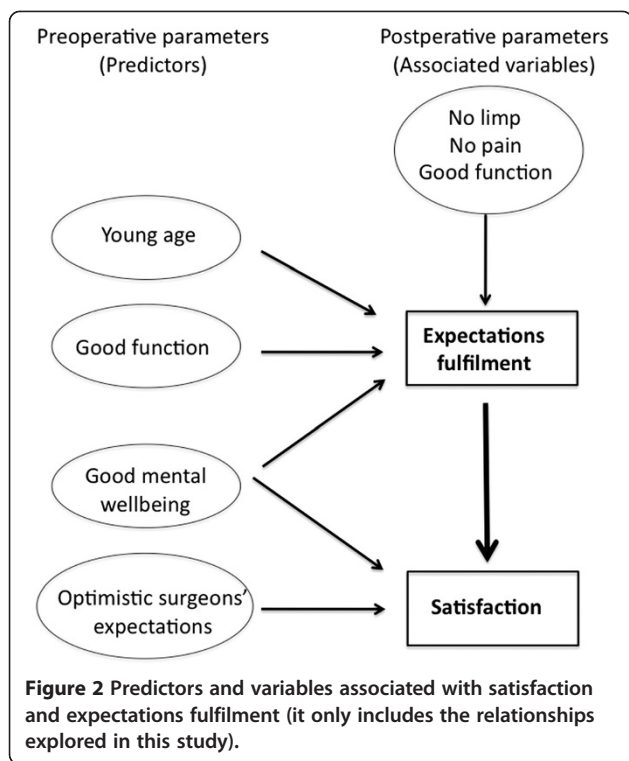 Preoperative parameters
(Predictors)
Postperative parameters
(Associated variables)
No limp
No pain
Good function
Young age
Good function
Expectations
fulfilment
Good mental
wellbeing
Optimistic surgeons'
expectations
Satisfaction
Figure 2 Predictors and variables associated with satisfaction
and expectations fulfilment (it only includes the relationships
explored in this study).